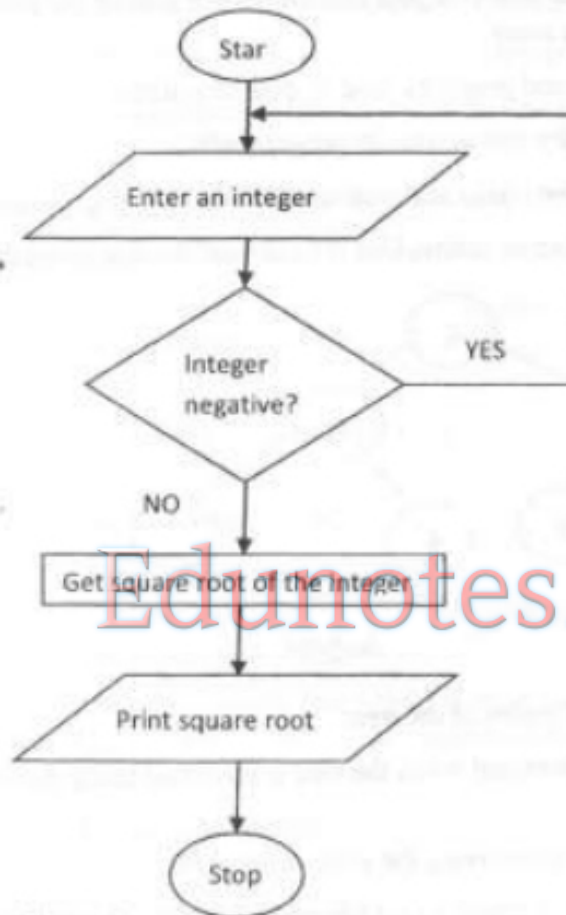 Star
Enter an integer
Integer
negative?
YES
NO
Get square root of the integer
Edunotes
Print square root
Stop